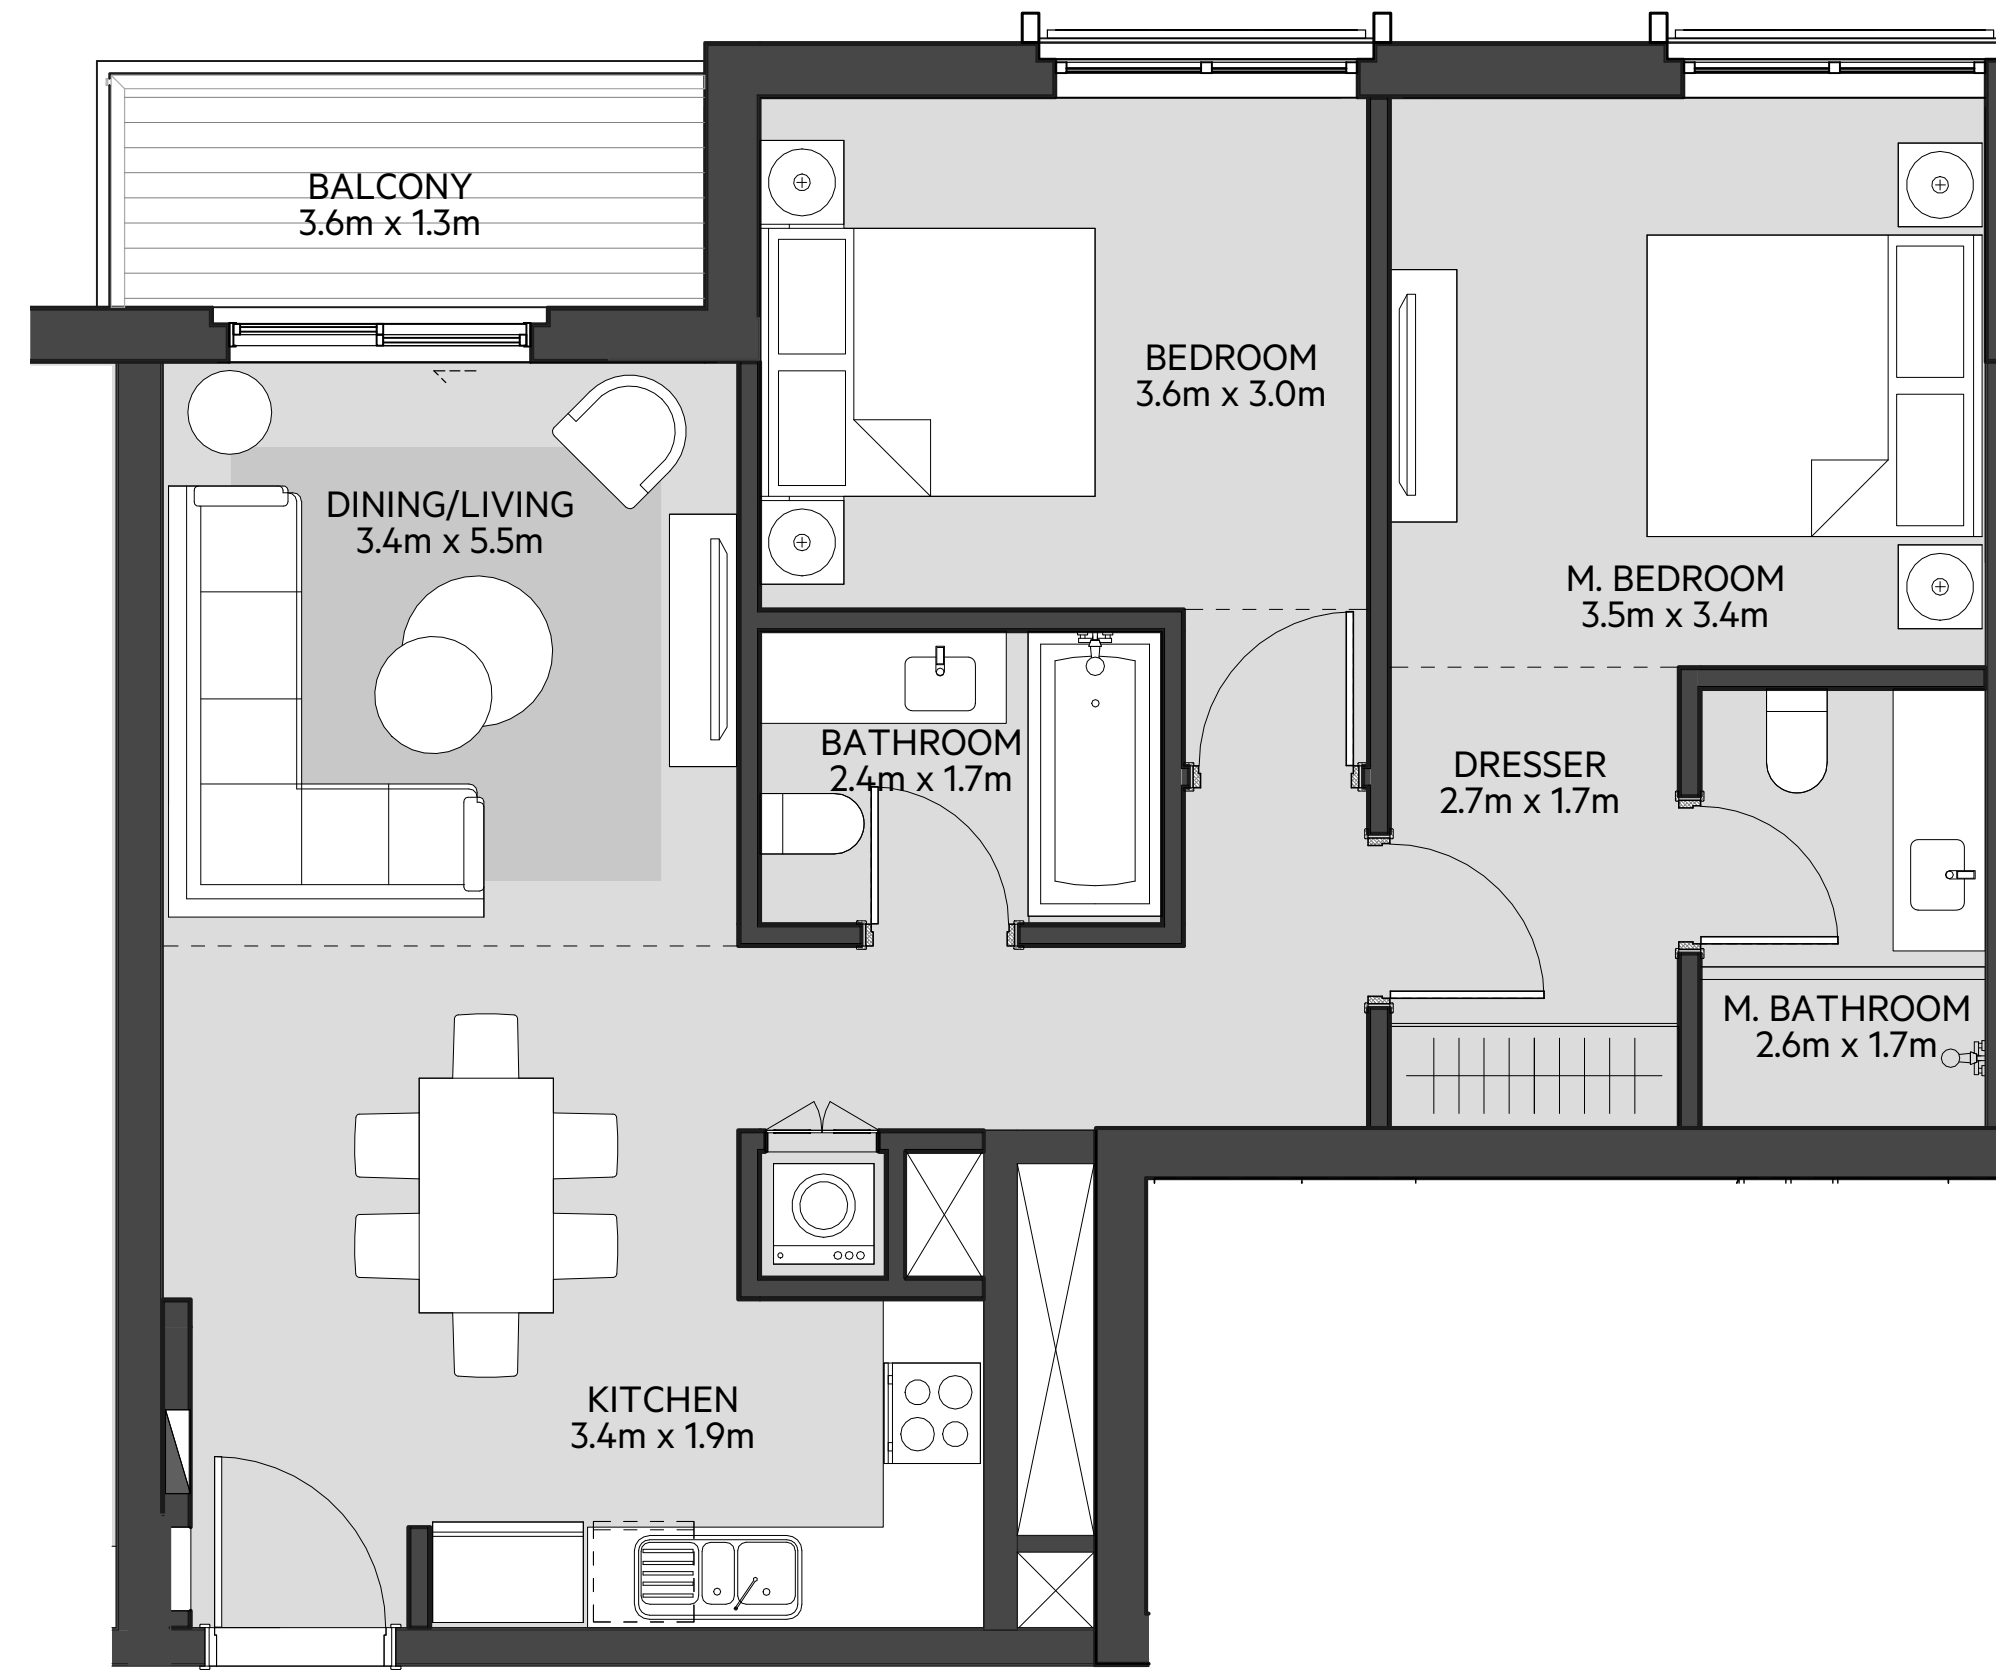 BALCONY
3.6m x 1.3m
BEDROOM
3.6m x 3.0m
DINING/LIVING
3.4m x 5.5m
M. BEDROOM
3.5m x 3.4m
BATHROOM
2.4m x 1.7m
DRESSER
2.7m x 1.7m
M. BATHROOM
2.6m x 1.7m
KITCHEN
3.4m x 1.9m